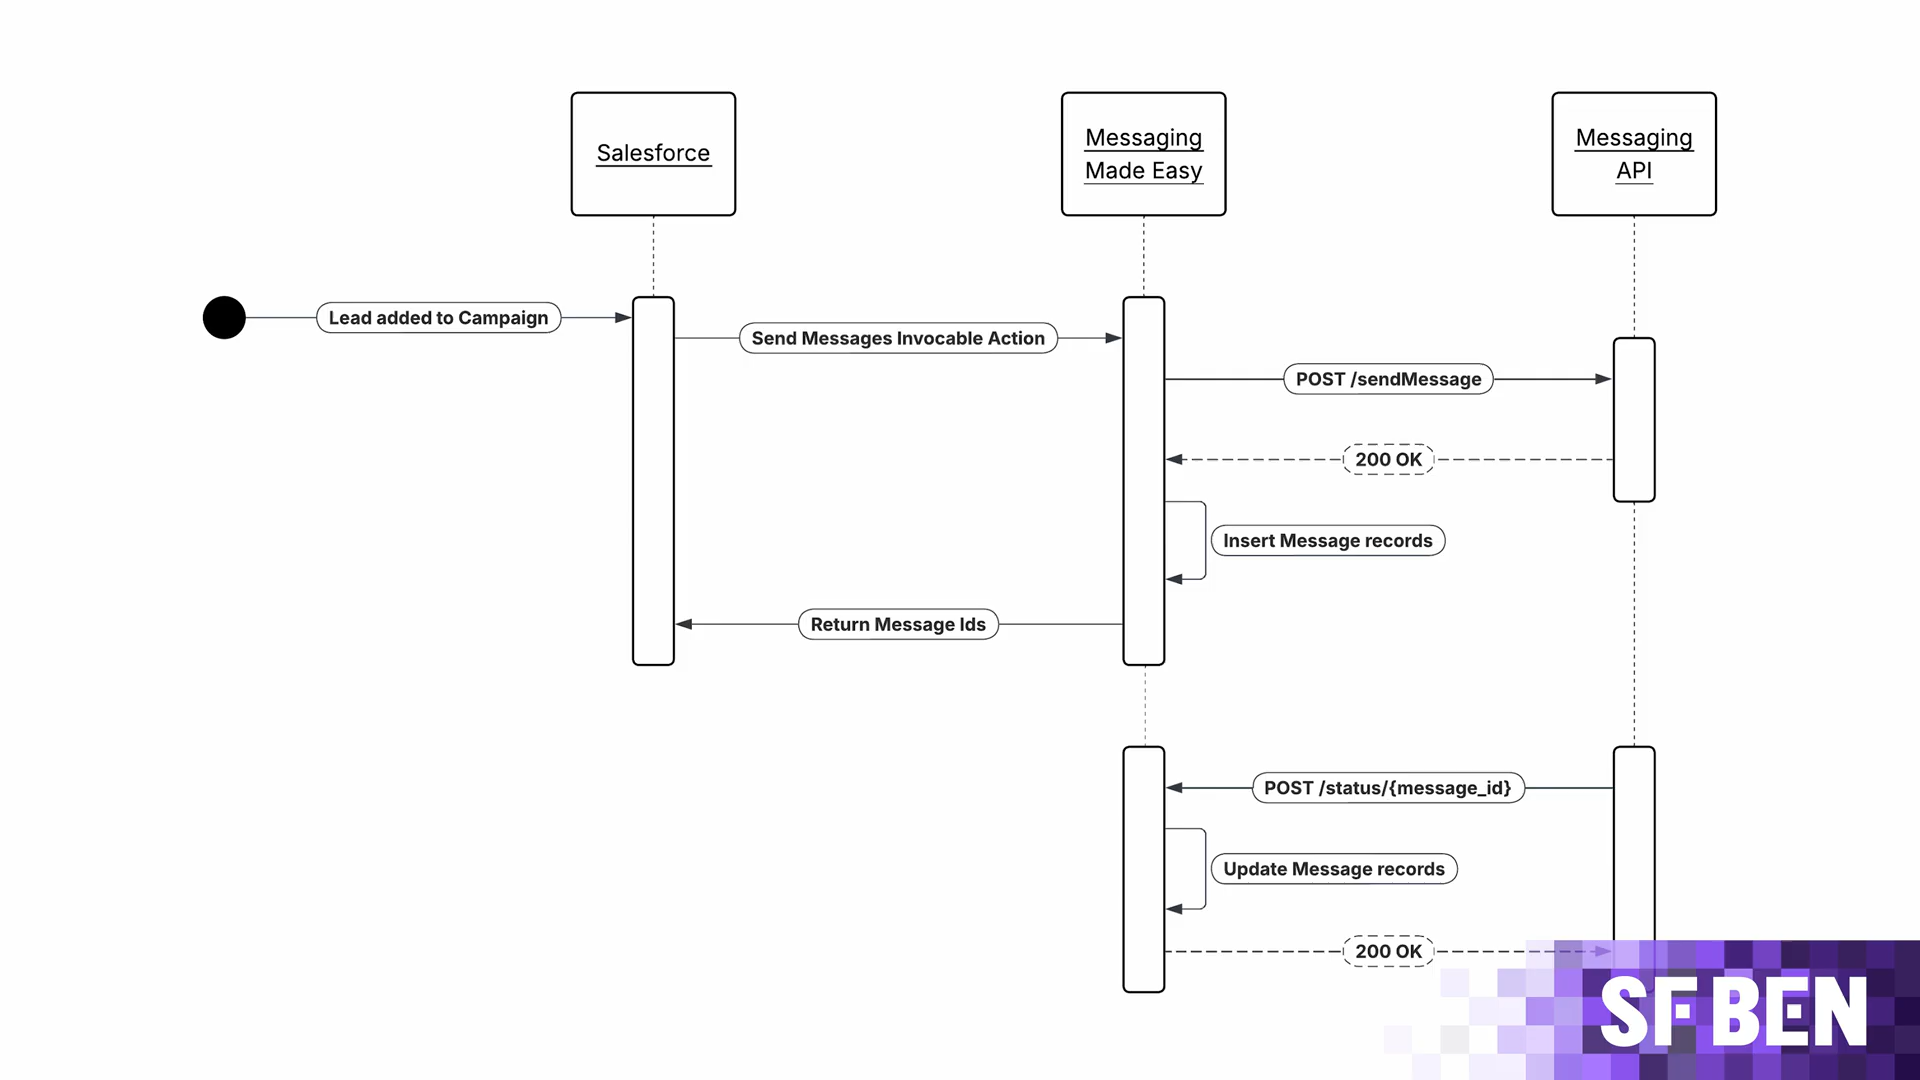 Salesforce
Messaging
Made Easy
Messaging
API
Lead added to Campaign
Send Messages Invocable Action
POST /sendMessage
200 OK
Insert Message records
Return Message Ids
POST /status/{message_id}
Update Message records
200 OK
SF BEN